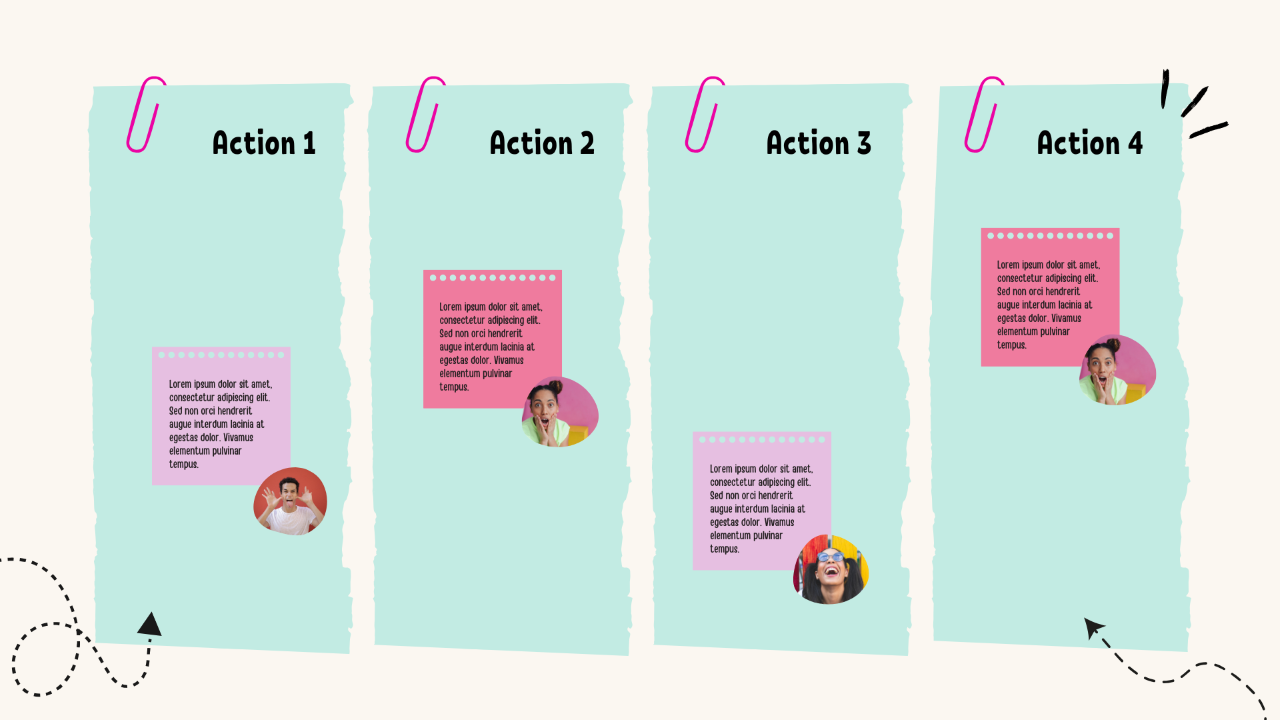 Action 1
Lorem ipsum dolor sit amet,
consectetur adipiscing elit.
Sed non orci hendrerit
augue interdum lacinia at
egestas dolor. Vivamus
elementum pulvinar
tempus.
Action 2
Lorem ipsum dolor sit amet,
consectetur adipiscing elit.
Sed non orci hendrerit
augue interdum lacinia at
egestas dolor. Vivamus
elementum pulvinar
tempus.
Action 3
Lorem ipsum dolor sit amet,
consectetur adipiscing elit.
Sed non orci hendrerit
augue interdum lacinia at
egestas dolor. Vivamus
elementum pulvinar
tempus.
Action 4
Lorem ipsum dolor sit amet,
consectetur adipiscing elit.
Sed non orci hendrerit
augue interdum lacinia at
egestas dolor. Vivamus
elementum pulvinar
tempus.